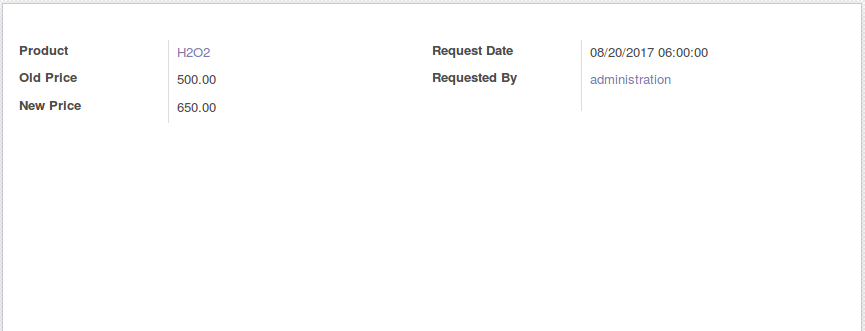 Product H2O2 Request Date 08/20/2017 06:00:00
Old Price 500.00 Requested By administration
New Price 650.00